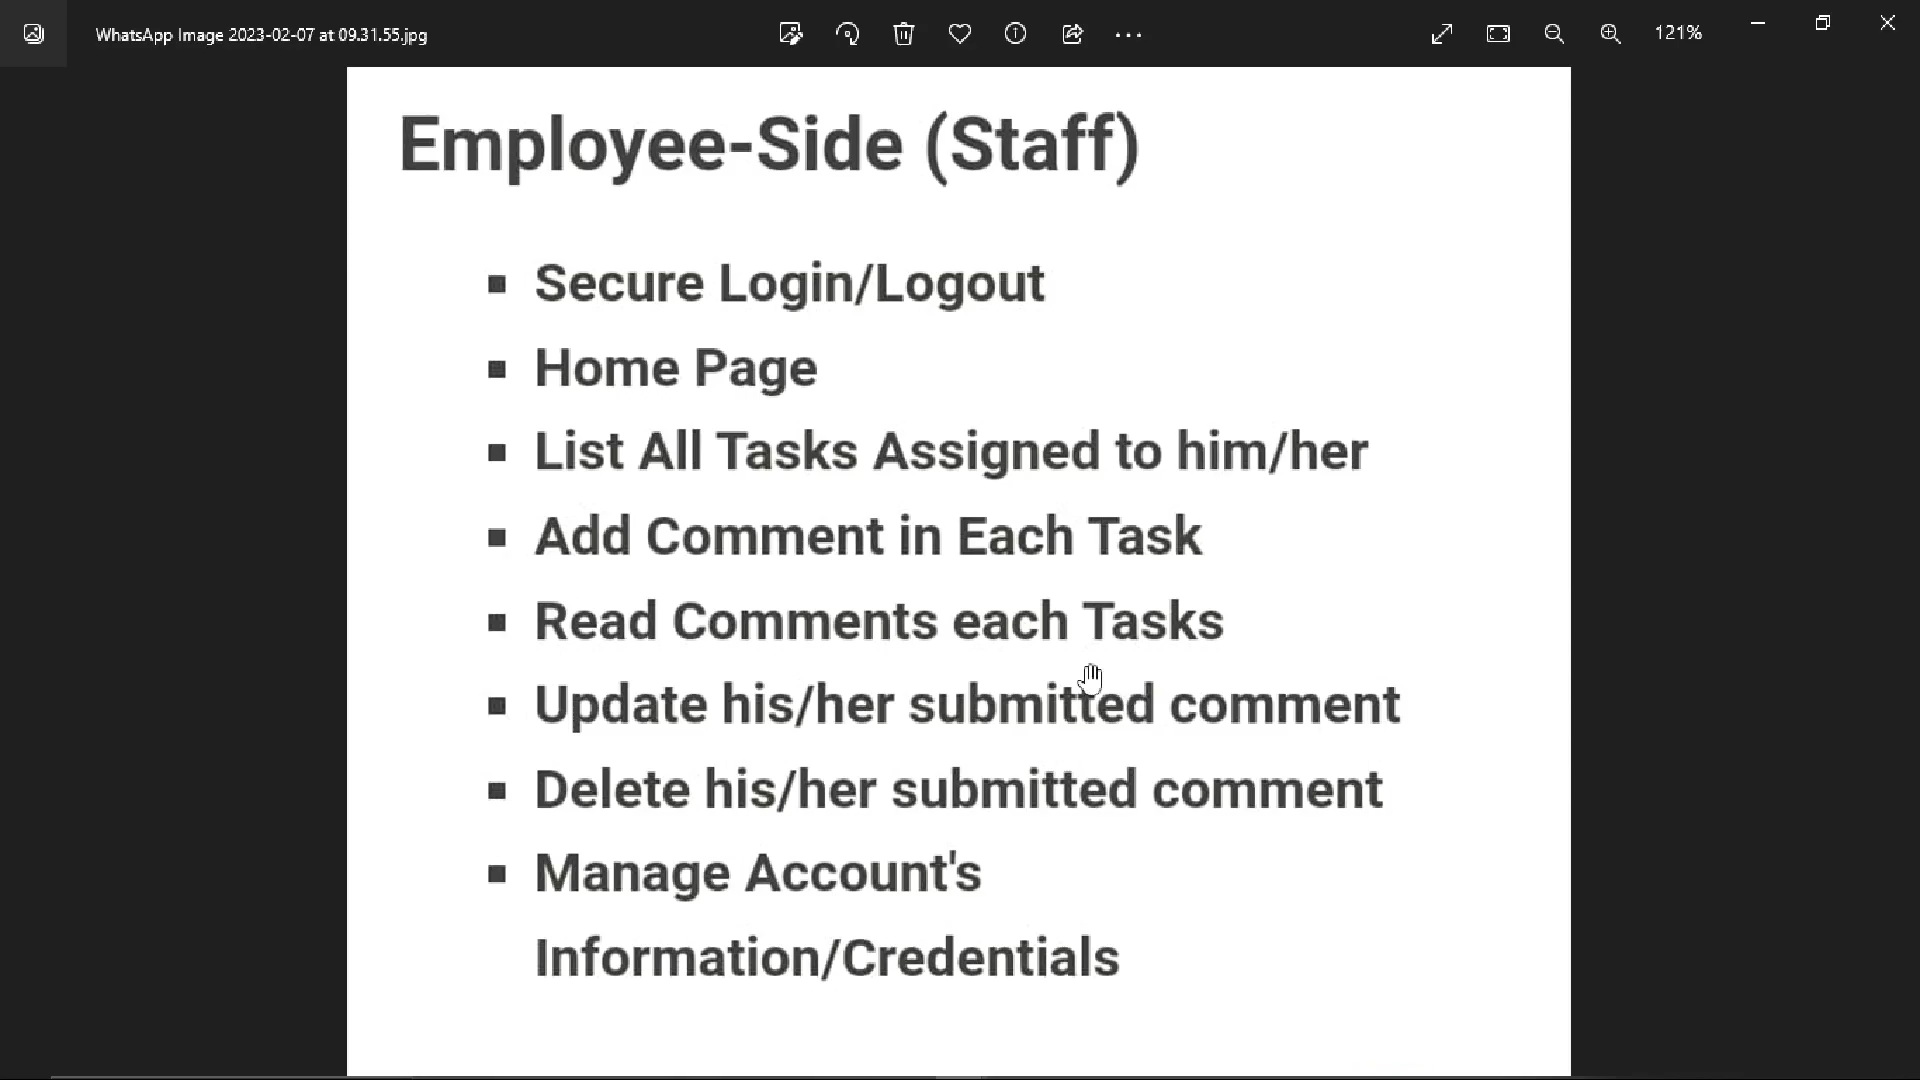 WhatsApp Image 2023-02-07 at 09.31.55.jpg
121%
Employee-Side (Staff)
Secure Login/Logout
Home Page
List All Tasks Assigned to him/her
Add Comment in Each Task
Read Comments each Tasks
Update his/her submitted comment
Delete his/her submitted comment
Manage Account's
Information/Credentials